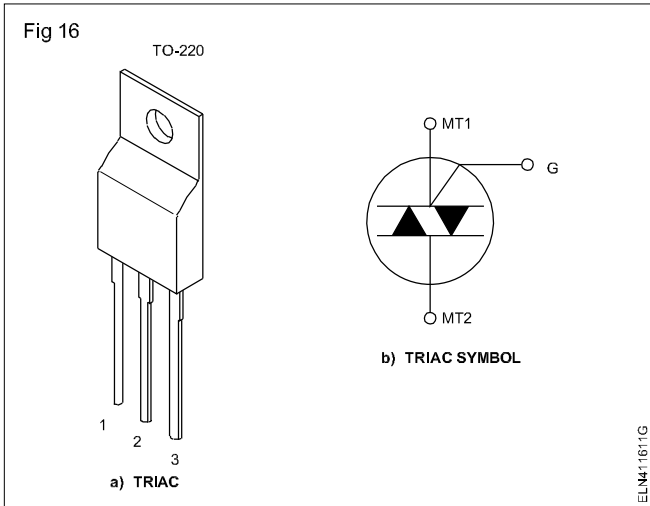 Fig 16
TO-220
1
2
3
a) TRIAC
MT1
G
MT2
b) TRIAC SYMBOL
ELN411611G